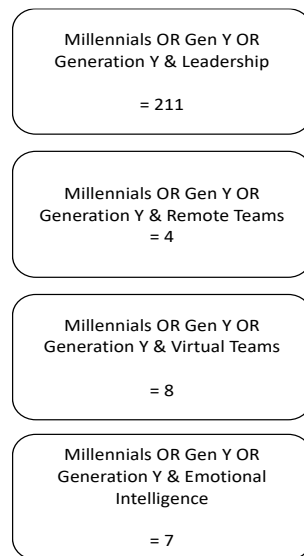 Millennials OR Gen Y OR
Generation Y & Leadership
= 211
Millennials OR Gen Y OR
Generation Y & Remote Teams
= 4
Millennials OR Gen Y OR
Generation Y & Virtual Teams
= 8
Millennials OR Gen Y OR
Generation Y & Emotional
Intelligence
= 7